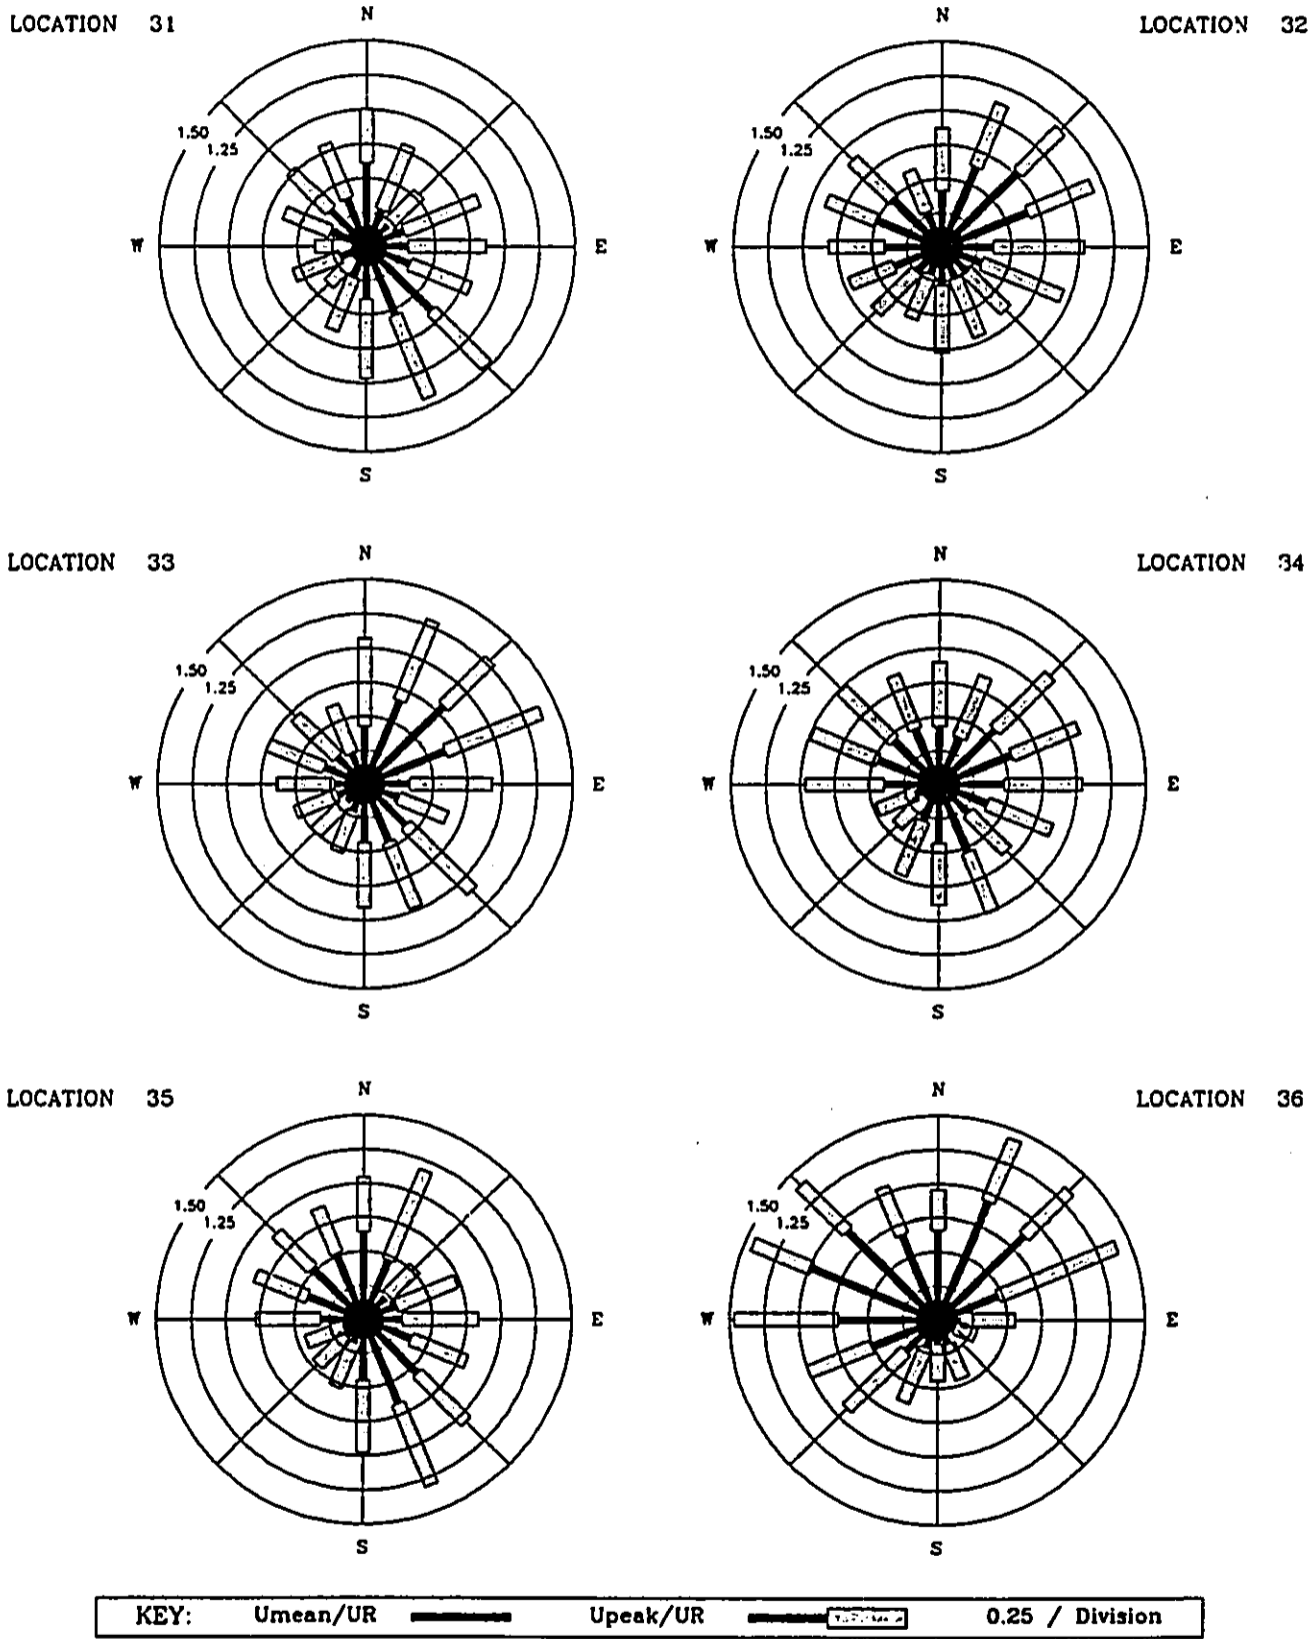 LOCATION 31
N
LOCATION 32
N
1.50
1.25
1.50
1.25
W
E
W
E
S
S
LOCATION 33
N
LOCATION 34
N
1.50
1.25
1.50
1.25
W
E
W
E
S
S
LOCATION 35
N
LOCATION 36
N
1.50
1.25
1.50
1.25
W
E
W
E
S
S
KEY: Umean/UR Upeak/UR 0.25 / Division